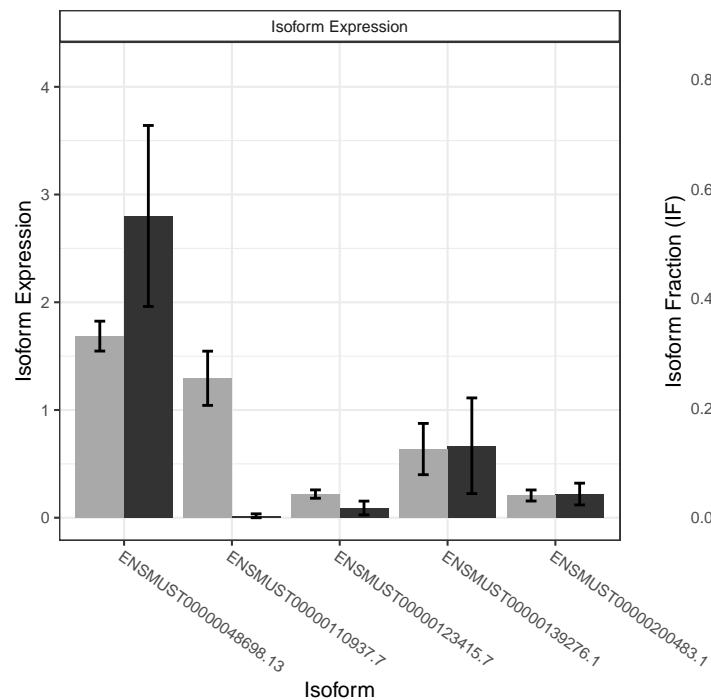 Isoform Expression
Isoform Expression
4
3
2
1
0
ENSMUST00000048698.13
ENSMUST00000110937.7
ENSMUST00000123415.7
ENSMUST00000139276.1
ENSMUST00000200483.1
Isoform
Isoform Fraction (IF)
0.8
0.6
0.4
0.2
0.0